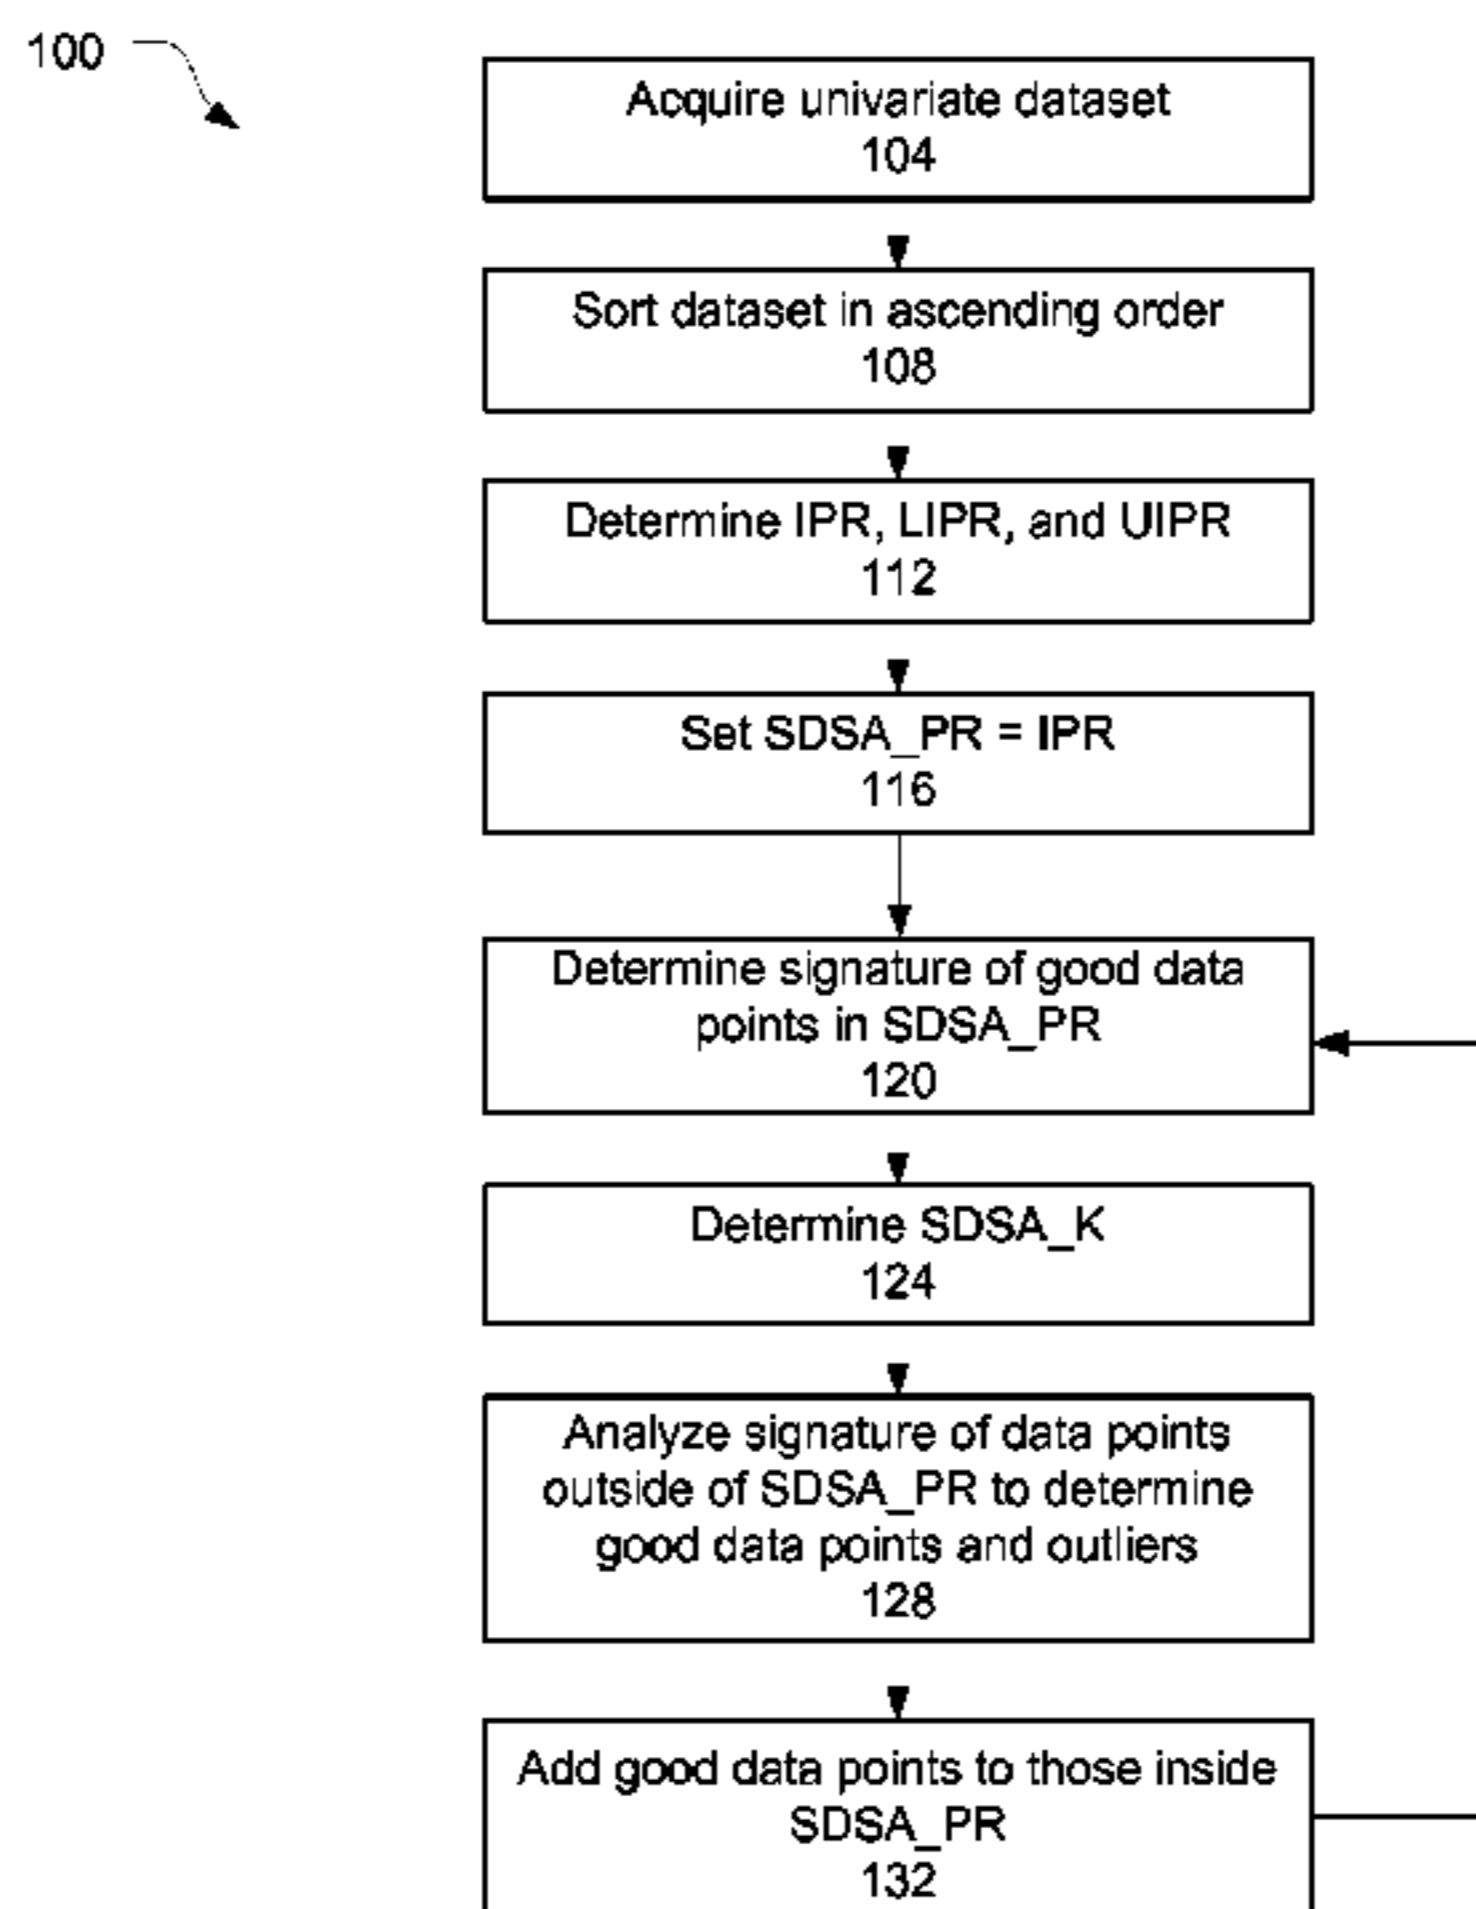 100
Acquire univariate dataset
104
Sort dataset in ascending order
108
Determine IPR, LIPR, and UIPR
112
Set SDSA_PR = IPR
116
Determine signature of good data
points in SDSA_PR
120
Determine SDSA_K
124
Analyze signature of data points
outside of SDSA_PR to determine
good data points and outliers
128
Add good data points to those inside
SDSA_PR
132